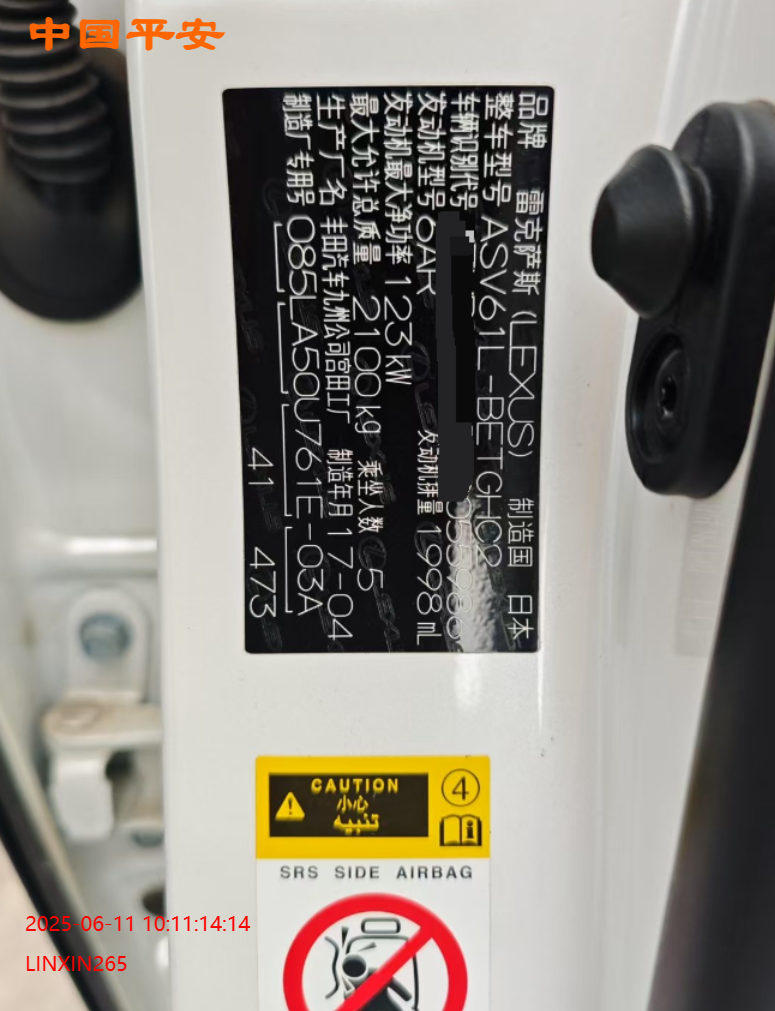 中国平安
品牌 雷克萨斯 (LEXUS) 制造国 日本
整车型号 ASV61L-BETGHC2
车辆识别代号
发动机型号 6AR 发动机排量 1998 mL
发动机最大净功率 123 kW
最大允许总质量 2100 kg 乘坐人数 5
生产厂名 丰田汽车九州公司宫田工厂 制造年月 17-04
制造厂专用号 085LA50U761E-03A
41 473
CAUTION
小心
تنبيه
4
SRS SIDE AIRBAG
2025-06-11 10:11:14:14
LINXIN265